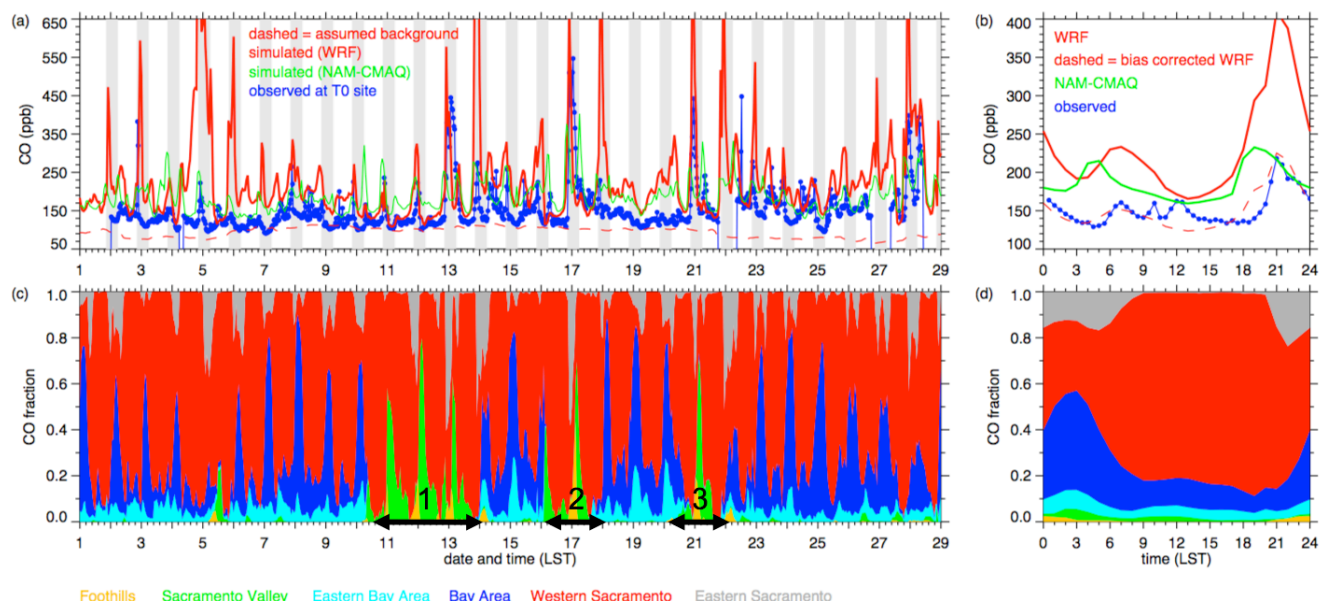 (a)
650
550
450
350
250
150
50
CO (ppb)
dashed = assumed background
simulated (WRF)
simulated (NAM-CMAQ)
observed at T0 site
1 3 5 7 9 11 13 15 17 19 21 23 25 27 29
(b)
400
350
300
250
200
150
100
CO (ppb)
WRF
dashed = bias corrected WRF
NAM-CMAQ
observed
0 3 6 9 12 15 18 21 24
(c)
1.0
0.8
0.6
0.4
0.2
0.0
CO fraction
1 2 3
1 3 5 7 9 11 13 15 17 19 21 23 25 27 29
date and time (LST)
(d)
1.0
0.8
0.6
0.4
0.2
0.0
CO fraction
0 3 6 9 12 15 18 21 24
time (LST)
Foothills Sacramento Valley Eastern Bay Area Bay Area Western Sacramento Eastern Sacramento